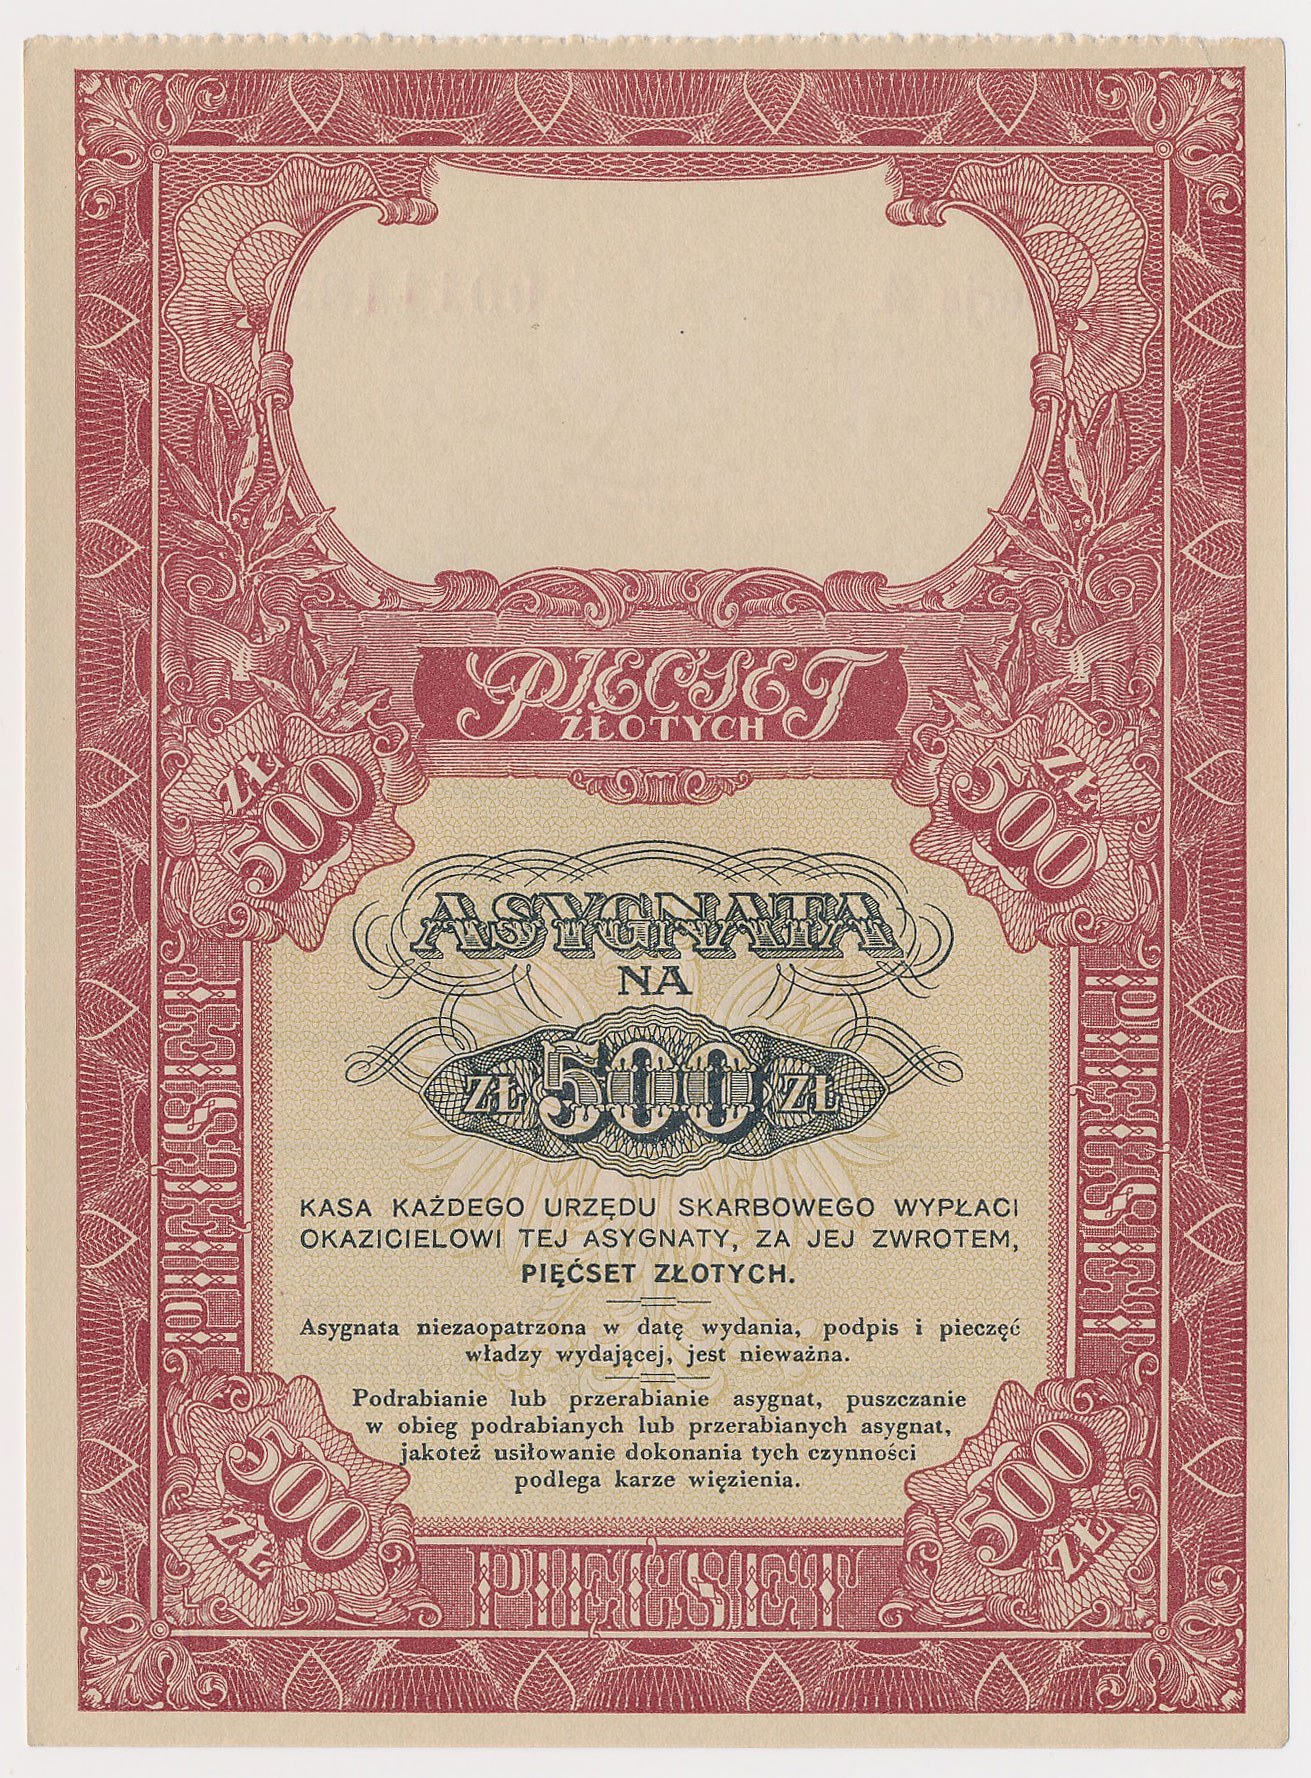 PIĘĆSET
ZŁOTYCH
ZŁ
500
ZŁ
500
ASYGNATA
NA
ZŁ 500 ZŁ
KASA KAŻDEGO URZĘDU SKARBOWEGO WYPŁACI
OKAZICIELOWI TEJ ASYGNATY, ZA JEJ ZWROTEM,
PIĘĆSET ZŁOTYCH.
Asygnata niezaopatrzona w datę wydania, podpis i pieczęć
władzy wydającej, jest nieważna.
Podrabianie lub przerabianie asygnat, puszczanie
w obieg podrabianych lub przerabianych asygnat,
jakoteż usiłowanie dokonania tych czynności
podlega karze więzienia.
PIĘĆSET
PIĘĆSET
500
ZŁ
500
ZŁ
PIĘĆSET